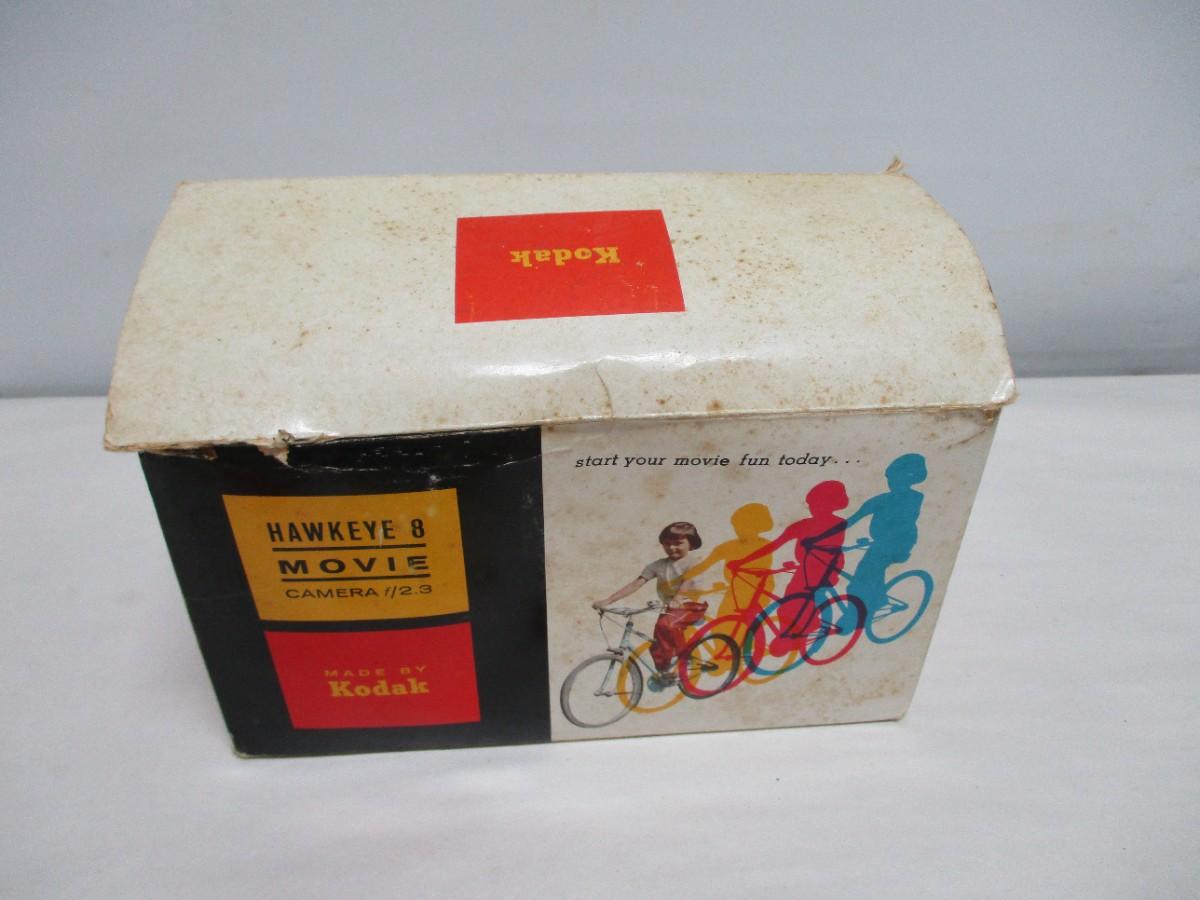 Kodak
start your movie fun today...
HAWKEYE 8
MOVIE
CAMERA f/2.3
MADE BY
Kodak